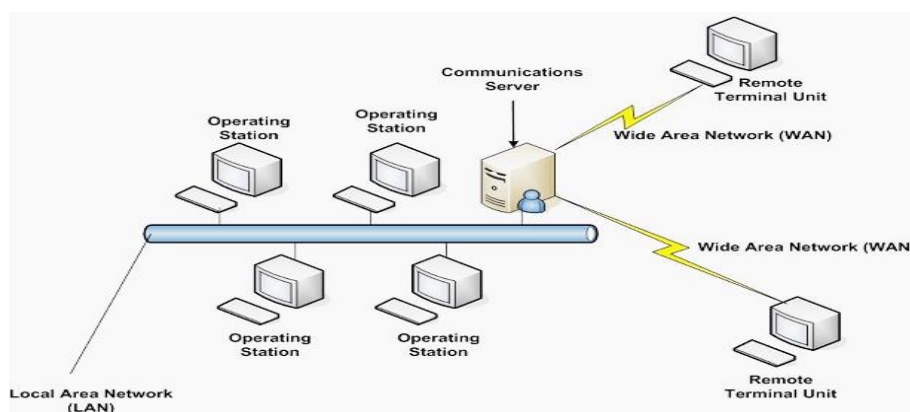 Communications
Server
Remote
Terminal Unit
Operating
Station
Operating
Station
Wide Area Network (WAN)
Wide Area Network (WAN
Operating
Station
Operating
Station
Remote
Terminal Unit
Local Area Network
(LAN)